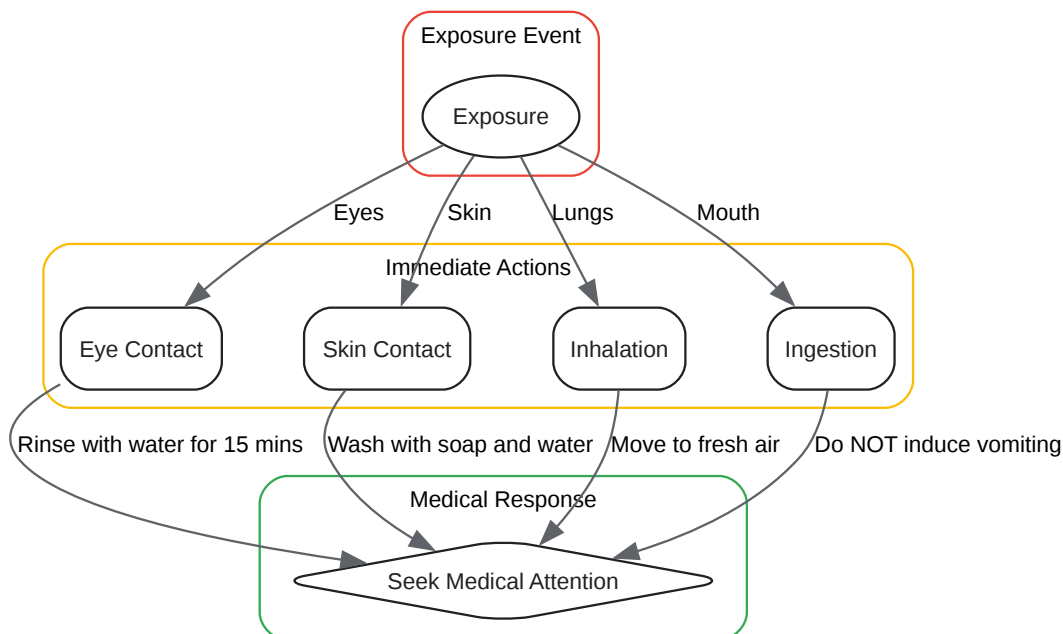 Exposure Event
Exposure
Eyes
Skin
Lungs
Mouth
Immediate Actions
Eye Contact
Skin Contact
Inhalation
Ingestion
Rinse with water for 15 mins
Wash with soap and water
Move to fresh air
Do NOT induce vomiting
Medical Response
Seek Medical Attention